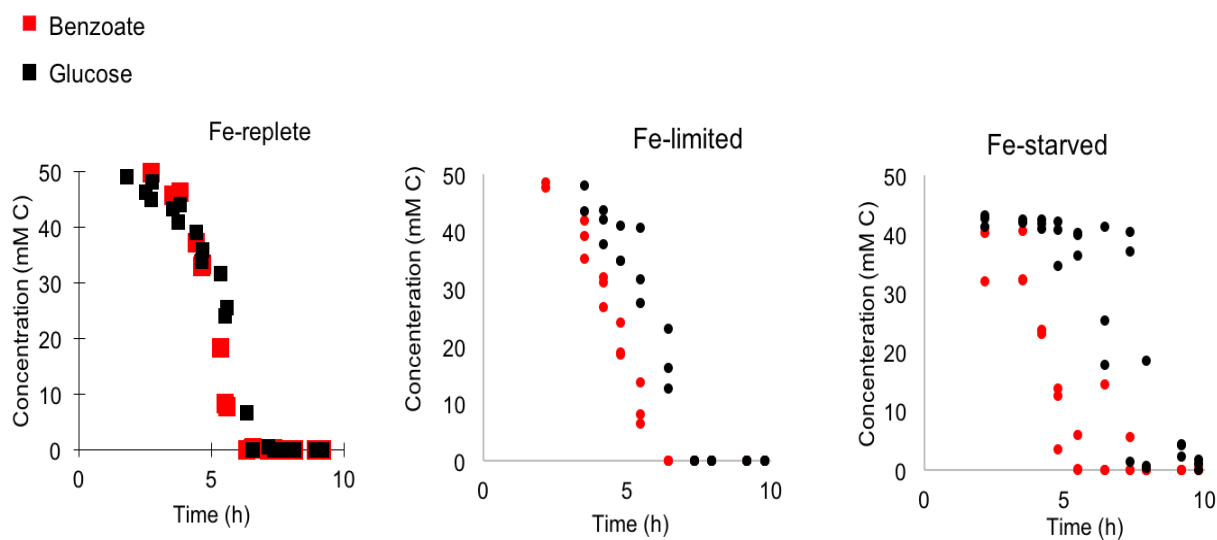 Benzoate
Glucose
Fe-replete
Concentration (mM C)
50
40
30
20
10
0
0 5 10
Time (h)
Fe-limited
Concenteration (mM C)
50
40
30
20
10
0
0 5 10
Time (h)
Fe-starved
Concenteration (mM C)
50
40
30
20
10
0
0 5 10
Time (h)